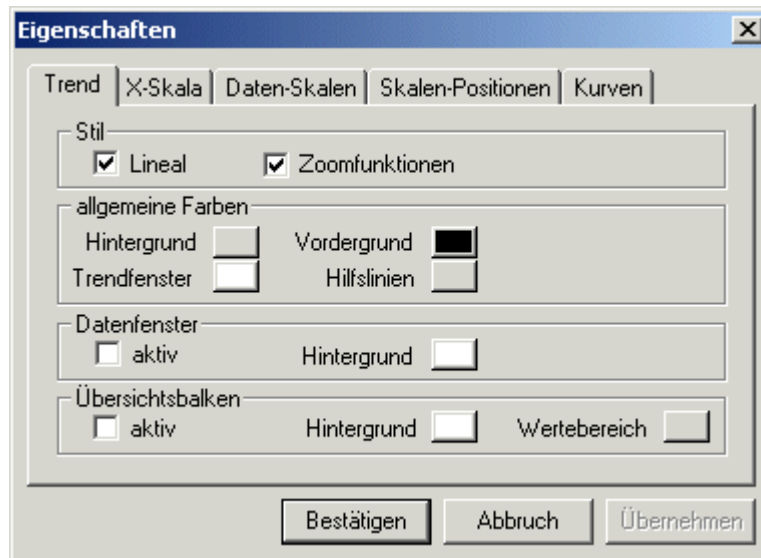 Eigenschaften
Trend X-Skala Daten-Skalen Skalen-Positionen Kurven
Stil
Lineal Zoomfunktionen
allgemeine Farben
Hintergrund Vordergrund
Trendfenster Hilfslinien
Datenfenster
aktiv Hintergrund
Übersichtsbalken
aktiv Hintergrund Wertebereich
Bestätigen Abbruch Übernehmen